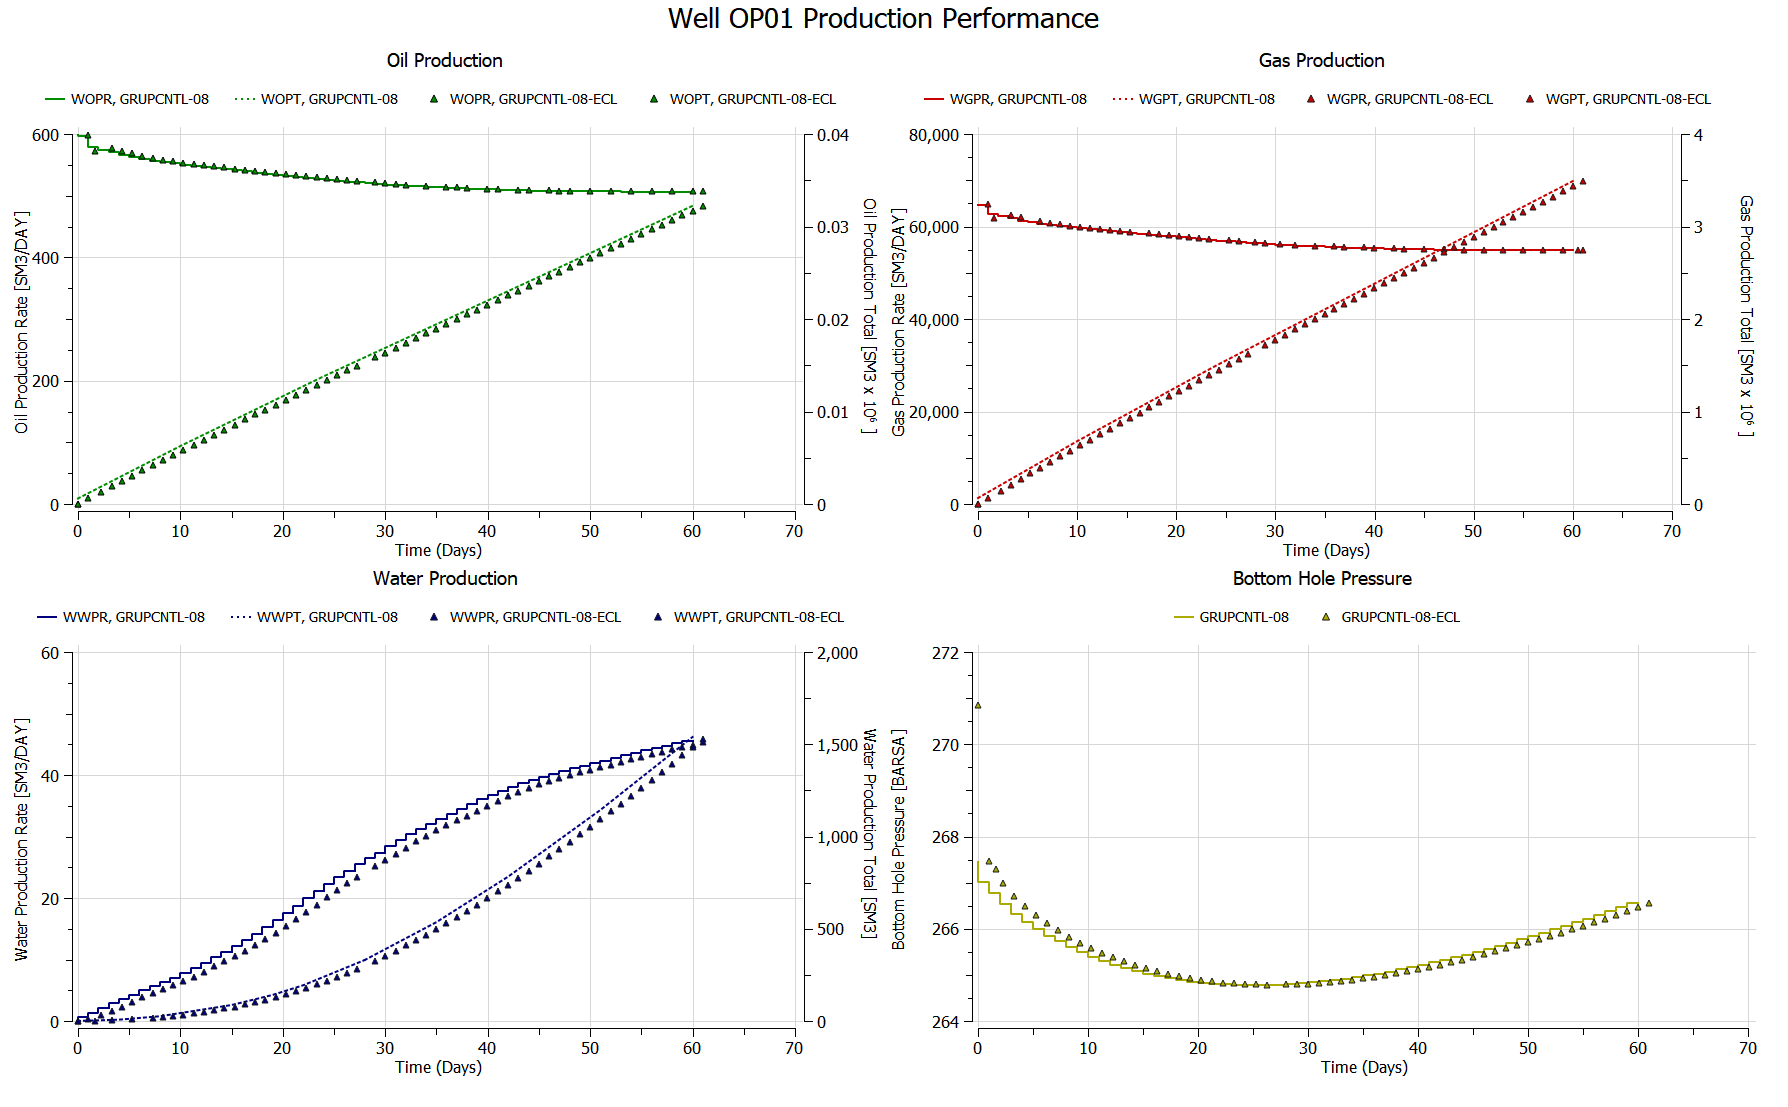 Well OP01 Production Performance
Oil Production
WOPR, GRUPCNTL-08 WOPT, GRUPCNTL-08 WOPR, GRUPCNTL-08-ECL WOPT, GRUPCNTL-08-ECL
600
400
200
0
Oil Production Rate [SM3/DAY]
0.04
0.03
0.02
0.01
0
Oil Production Total [SM3 x 10⁶ ]
0 10 20 30 40 50 60 70
Time (Days)
Gas Production
WGPR, GRUPCNTL-08 WGPT, GRUPCNTL-08 WGPR, GRUPCNTL-08-ECL WGPT, GRUPCNTL-08-ECL
80,000
60,000
40,000
20,000
0
Gas Production Rate [SM3/DAY]
4
3
2
1
0
Gas Production Total [SM3 x 10⁶ ]
0 10 20 30 40 50 60 70
Time (Days)
Water Production
WWPR, GRUPCNTL-08 WWPT, GRUPCNTL-08 WWPR, GRUPCNTL-08-ECL WWPT, GRUPCNTL-08-ECL
60
40
20
0
Water Production Rate [SM3/DAY]
2,000
1,500
1,000
500
0
Water Production Total [SM3]
0 10 20 30 40 50 60 70
Time (Days)
Bottom Hole Pressure
GRUPCNTL-08 GRUPCNTL-08-ECL
272
270
268
266
264
Bottom Hole Pressure [BARSA]
0 10 20 30 40 50 60 70
Time (Days)